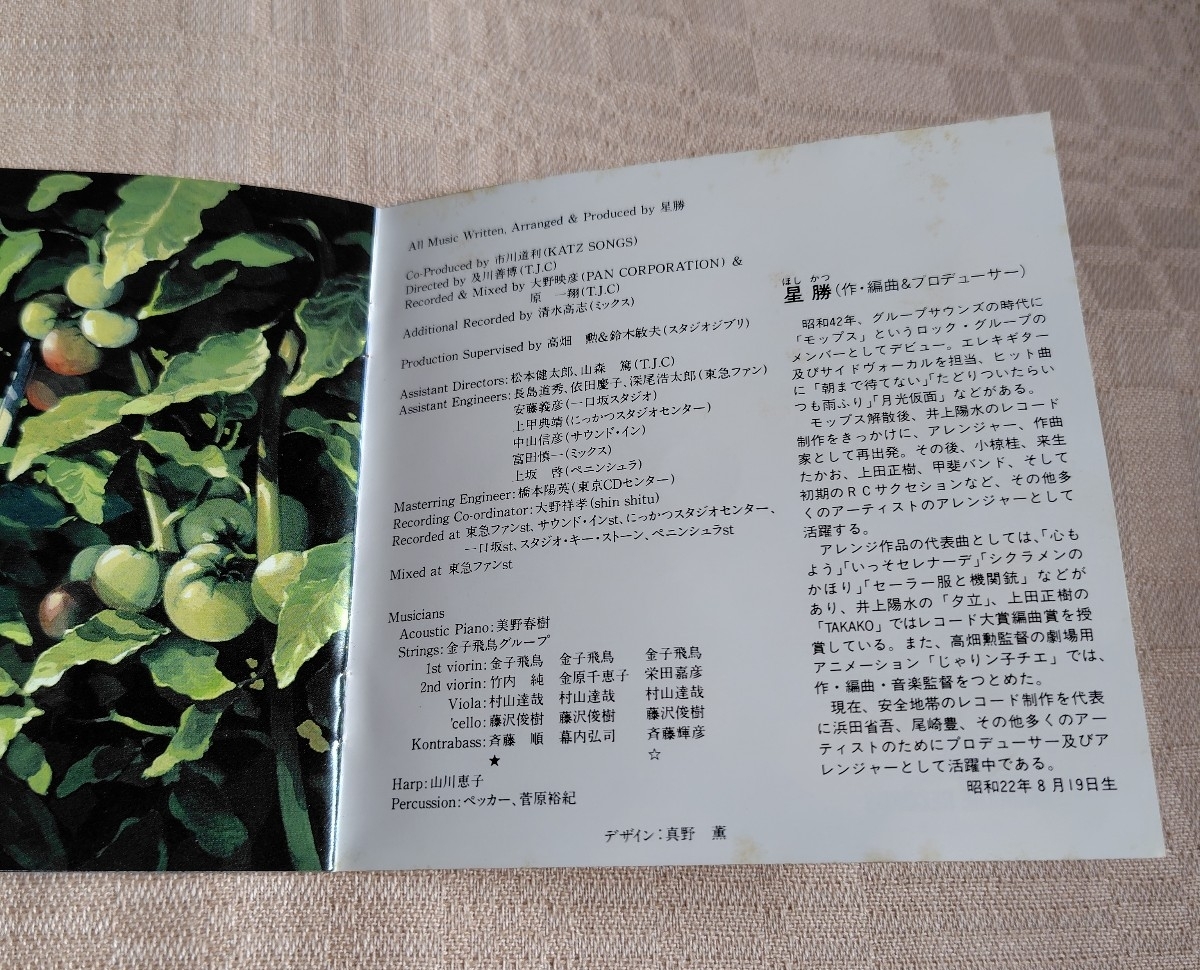 All Music Written, Arranged & Produced by 星勝
Co-Produced by 市川道利(KATZ SONGS)
Directed by 及川善博(T.J.C)
Recorded & Mixed by 大野映彦(PAN CORPORATION) &
原 一翔(T.J.C)
Additional Recorded by 清水高志(ミックス)
Production Supervised by 高畑 勲&鈴木敏夫(スタジオジブリ)
Assistant Directors:松本健太郎、山森 篤(T.J.C)
Assistant Engineers:長島道秀、依田慶子、深尾浩太郎(東急ファン)
安藤義彦(一口坂スタジオ)
上甲典靖(にっかつスタジオセンター)
中山信彦(サウンド・イン)
富田慎一(ミックス)
上坂 啓(ペニンシュラ)
Masterring Engineer:橋本陽英(東京CDセンター)
Recording Co-ordinator:大野祥孝(shin shitu)
Recorded at 東急ファンst、サウンド・インst、にっかつスタジオセンター、
一口坂st、スタジオ・キー・ストーン、ペニンシュラst
Mixed at 東急ファンst
Musicians
Acoustic Piano:美野春樹
Strings:金子飛鳥グループ
1st viorin:金子飛鳥 金子飛鳥 金子飛鳥
2nd viorin:竹内 純 金原千恵子 栄田嘉彦
Viola:村山達哉 村山達哉 村山達哉
'cello:藤沢俊樹 藤沢俊樹 藤沢俊樹
Kontrabass:斉藤 順 幕内弘司 斉藤輝彦
★ ☆
Harp:山川恵子
Percussion:ペッカー、菅原裕紀
デザイン:真野 薫
ほし かつ
星 勝(作・編曲&プロデューサー)
昭和42年、グループサウンズの時代に
「モップス」というロック・グループの
メンバーとしてデビュー。エレキギター
及びサイドヴォーカルを担当、ヒット曲
に「朝まで待てない」「たどりついたらい
つも雨ふり」「月光仮面」などがある。
モップス解散後、井上陽水のレコード
制作をきっかけに、アレンジャー、作曲
家として再出発。その後、小椋桂、来生
たかお、上田正樹、甲斐バンド、そして
初期のRCサクセションなど、その他多
くのアーティストのアレンジャーとして
活躍する。
アレンジ作品の代表曲としては、「心も
よう」「いっそセレナーデ」「シクラメンの
かほり」「セーラー服と機関銃」などが
あり、井上陽水の「夕立」、上田正樹の
「TAKAKO」ではレコード大賞編曲賞を授
賞している。また、高畑勲監督の劇場用
アニメーション「じゃりン子チエ」では、
作・編曲・音楽監督をつとめた。
現在、安全地帯のレコード制作を代表
に浜田省吾、尾崎豊、その他多くのアー
ティストのためにプロデューサー及びア
レンジャーとして活躍中である。
昭和22年8月19日生